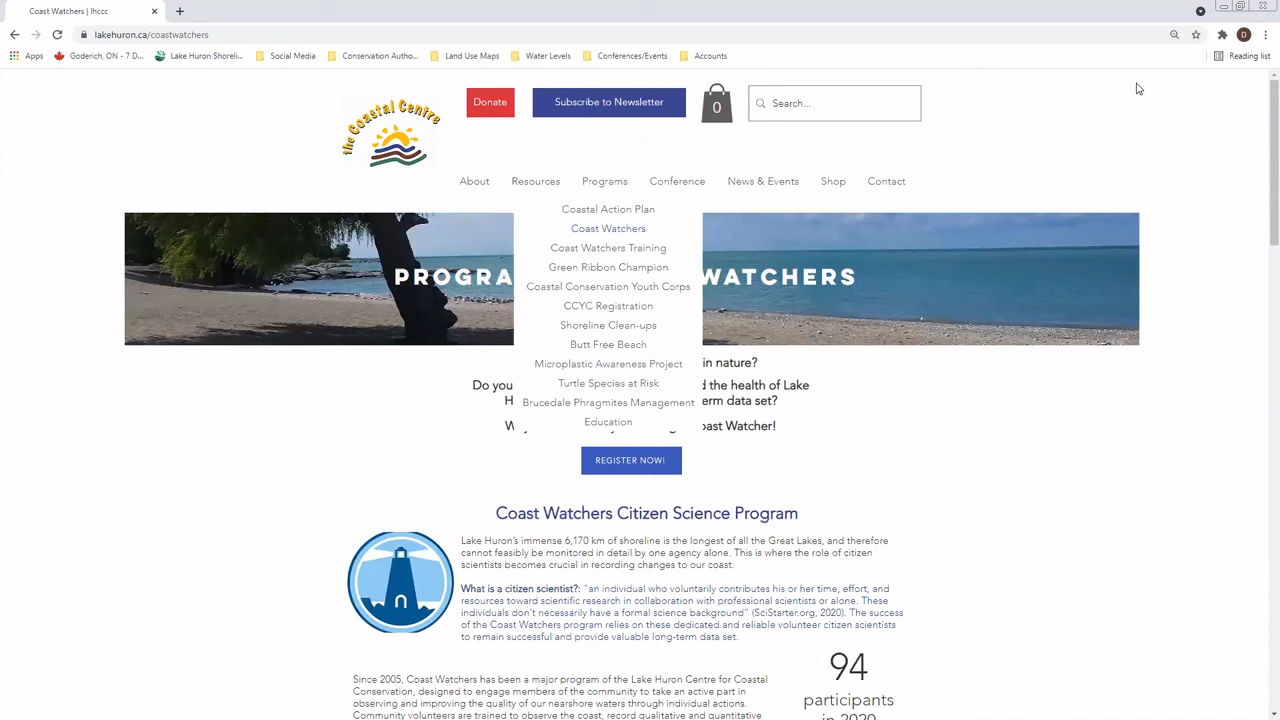 Coast Watchers | lhccc
lakehuron.ca/coastwatchers
Apps Goderich, ON - 7 D... Lake Huron Shoreli... Social Media Conservation Autho... Land Use Maps Water Levels Conferences/Events Accounts Reading list
the Coastal Centre
Donate Subscribe to Newsletter 0 Search...
About Resources Programs Conference News & Events Shop Contact
Coastal Action Plan
Coast Watchers
Coast Watchers Training
Green Ribbon Champion
Coastal Conservation Youth Corps
CCYC Registration
Shoreline Clean-ups
Butt Free Beach
Microplastic Awareness Project
Turtle Species at Risk
Brucedale Phragmites Management
Education
PROGRA WATCHERS
in nature?
Do you d the health of Lake
H erm data set?
oast Watcher!
REGISTER NOW!
Coast Watchers Citizen Science Program
Lake Huron's immense 6,170 km of shoreline is the longest of all the Great Lakes, and therefore
cannot feasibly be monitored in detail by one agency alone. This is where the role of citizen
scientists becomes crucial in recording changes to our coast.
What is a citizen scientist?: "an individual who voluntarily contributes his or her time, effort, and
resources toward scientific research in collaboration with professional scientists or alone. These
individuals don't necessarily have a formal science background" (SciStarter.org, 2020). The success
of the Coast Watchers program relies on these dedicated and reliable volunteer citizen scientists
to remain successful and provide valuable long-term data set.
94
participants
in 2020
Since 2005, Coast Watchers has been a major program of the Lake Huron Centre for Coastal
Conservation, designed to engage members of the community to take an active part in
observing and improving the quality of our nearshore waters through individual actions.
Community volunteers are trained to observe the coast, record qualitative and quantitative